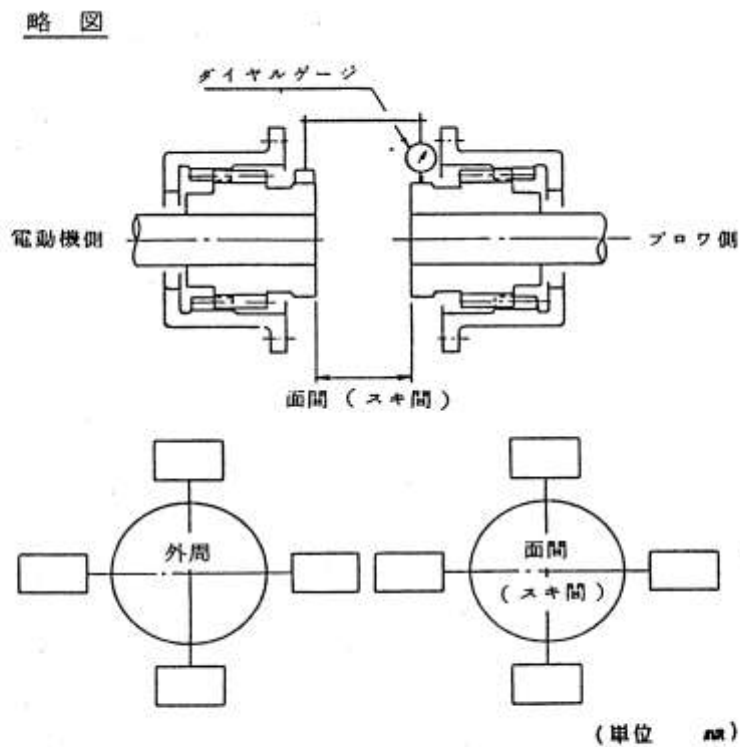 略 図
ダイヤルゲージ
電動機側
ブロワ側
面間 (スキ間)
外周
面間
(スキ間)
(単位 mm)